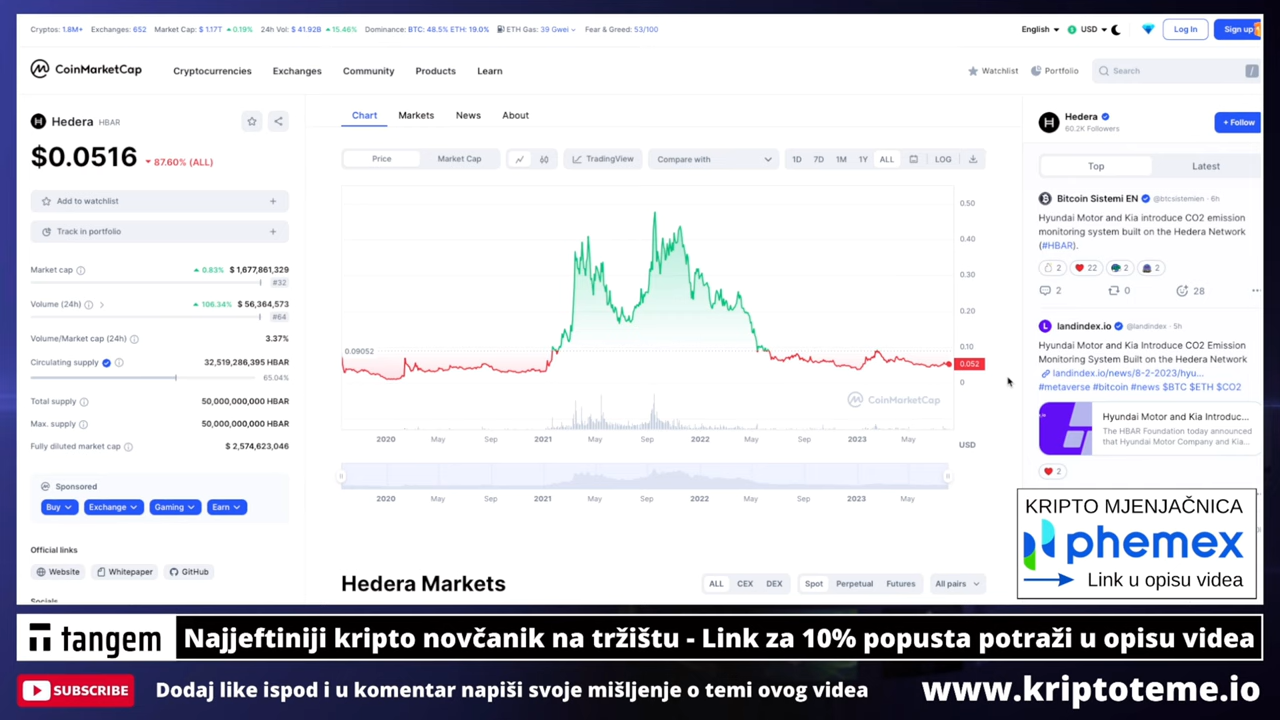 Cryptos: 1.8M+ Exchanges: 652 Market Cap: $ 1.17T 0.19% 24h Vol: $ 41.92B 15.46% Dominance: BTC: 48.5% ETH: 19.0% ETH Gas: 39 Gwei Fear & Greed: 53/100
English USD Log In Sign up
CoinMarketCap Cryptocurrencies Exchanges Community Products Learn
Watchlist Portfolio Search /
Hedera HBAR
$0.0516 87.60% (ALL)
Add to watchlist +
Track in portfolio +
Market cap 0.83% $ 1,677,861,329
#32
Volume (24h) 106.34% $ 56,364,573
#64
Volume/Market cap (24h) 3.37%
Circulating supply 32,519,286,395 HBAR
65.04%
Total supply 50,000,000,000 HBAR
Max. supply 50,000,000,000 HBAR
Fully diluted market cap $ 2,574,623,046
Sponsored
Buy Exchange Gaming Earn
Official links
Website Whitepaper GitHub
Socials
Chart Markets News About
Price Market Cap TradingView Compare with 1D 7D 1M 1Y ALL LOG
0.50
0.40
0.30
0.20
0.10
0.09052
0.052
0
CoinMarketCap
2020 May Sep 2021 May Sep 2022 May 2023 May USD
2020 May Sep 2021 May Sep 2022 May 2023 May
Hedera Markets
ALL CEX DEX Spot Perpetual Futures All pairs
Hedera
60.2K Followers
+ Follow
Top Latest
Bitcoin Sistemi EN @btcsistemien · 6h
Hyundai Motor and Kia introduce CO2 emission
monitoring system built on the Hedera Network
(#HBAR).
2 22 2 2
2 0 28 ...
landindex.io @landindex · 5h
Hyundai Motor and Kia Introduce CO2 Emission
Monitoring System Built on the Hedera Network
landindex.io/news/8-2-2023/hyu...
#metaverse #bitcoin #news $BTC $ETH $CO2
Hyundai Motor and Kia Introduc...
The HBAR Foundation today announced
that Hyundai Motor Company and Kia...
2
KRIPTO MJENJAČNICA
phemex
Link u opisu videa
tangem Najjeftiniji kripto novčanik na tržištu - Link za 10% popusta potraži u opisu videa
SUBSCRIBE Dodaj like ispod i u komentar napiši svoje mišljenje o temi ovog videa www.kriptoteme.io